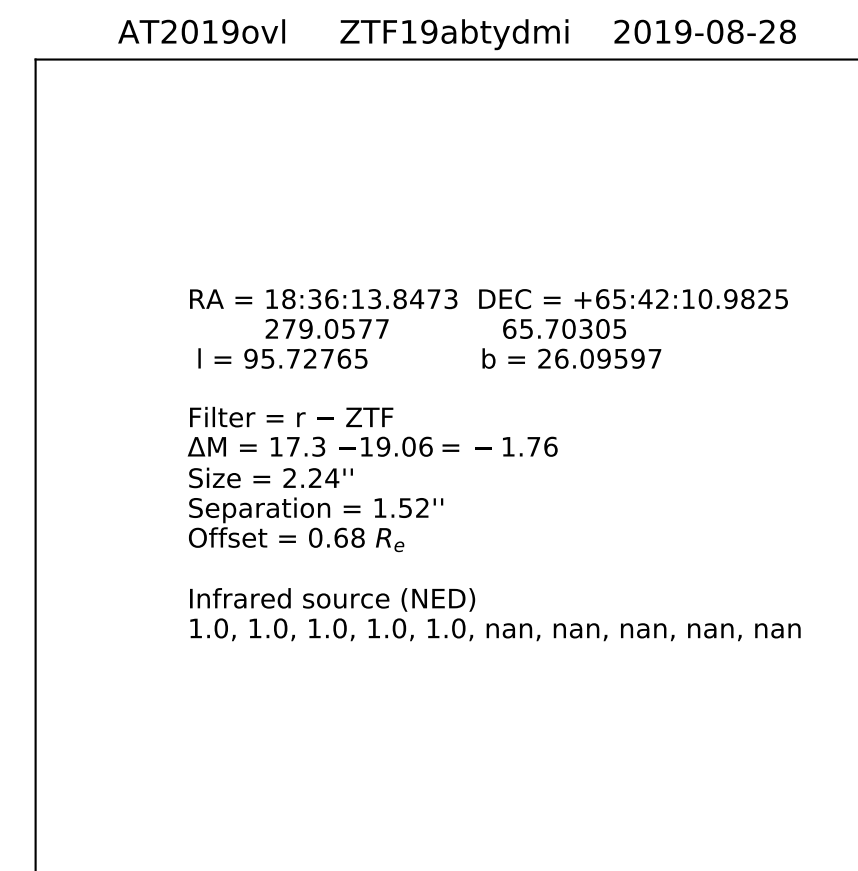 AT2019ovl ZTF19abtydmi 2019-08-28
RA = 18:36:13.8473 DEC = +65:42:10.9825
279.0577 65.70305
l = 95.72765 b = 26.09597
Filter = r − ZTF
ΔM = 17.3 −19.06 = − 1.76
Size = 2.24''
Separation = 1.52''
Offset = 0.68 Rₑ
Infrared source (NED)
1.0, 1.0, 1.0, 1.0, 1.0, nan, nan, nan, nan, nan